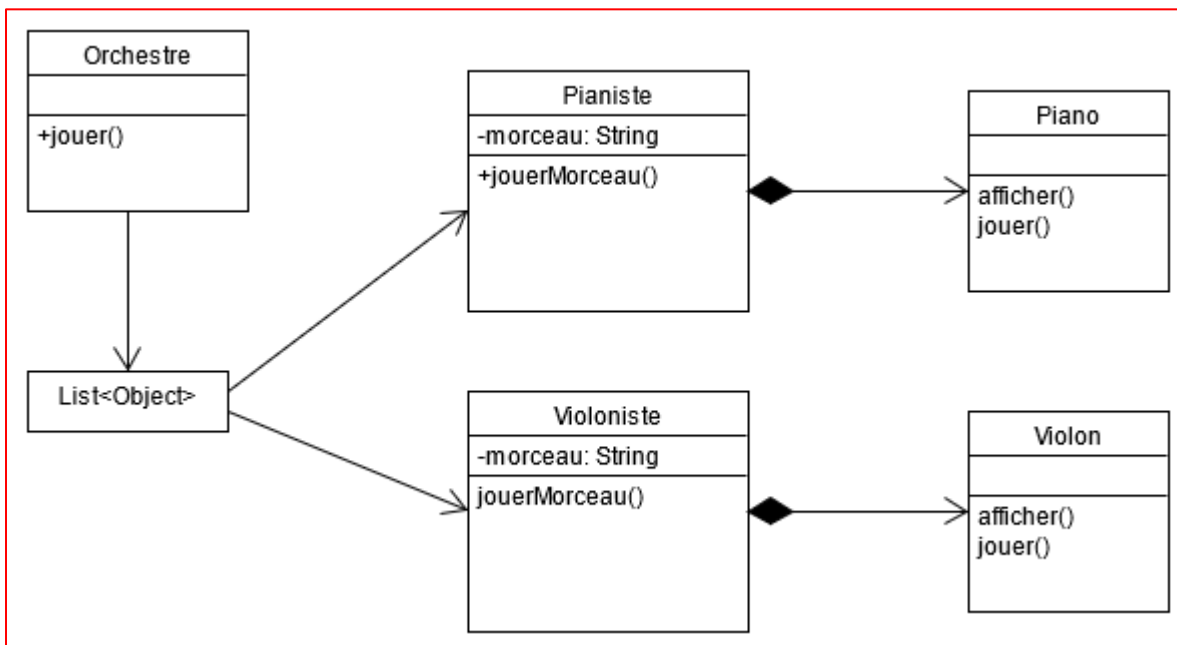 Orchestre
+jouer()
List<Object>
Pianiste
-morceau: String
+jouerMorceau()
Piano
afficher()
jouer()
Violoniste
-morceau: String
jouerMorceau()
Violon
afficher()
jouer()